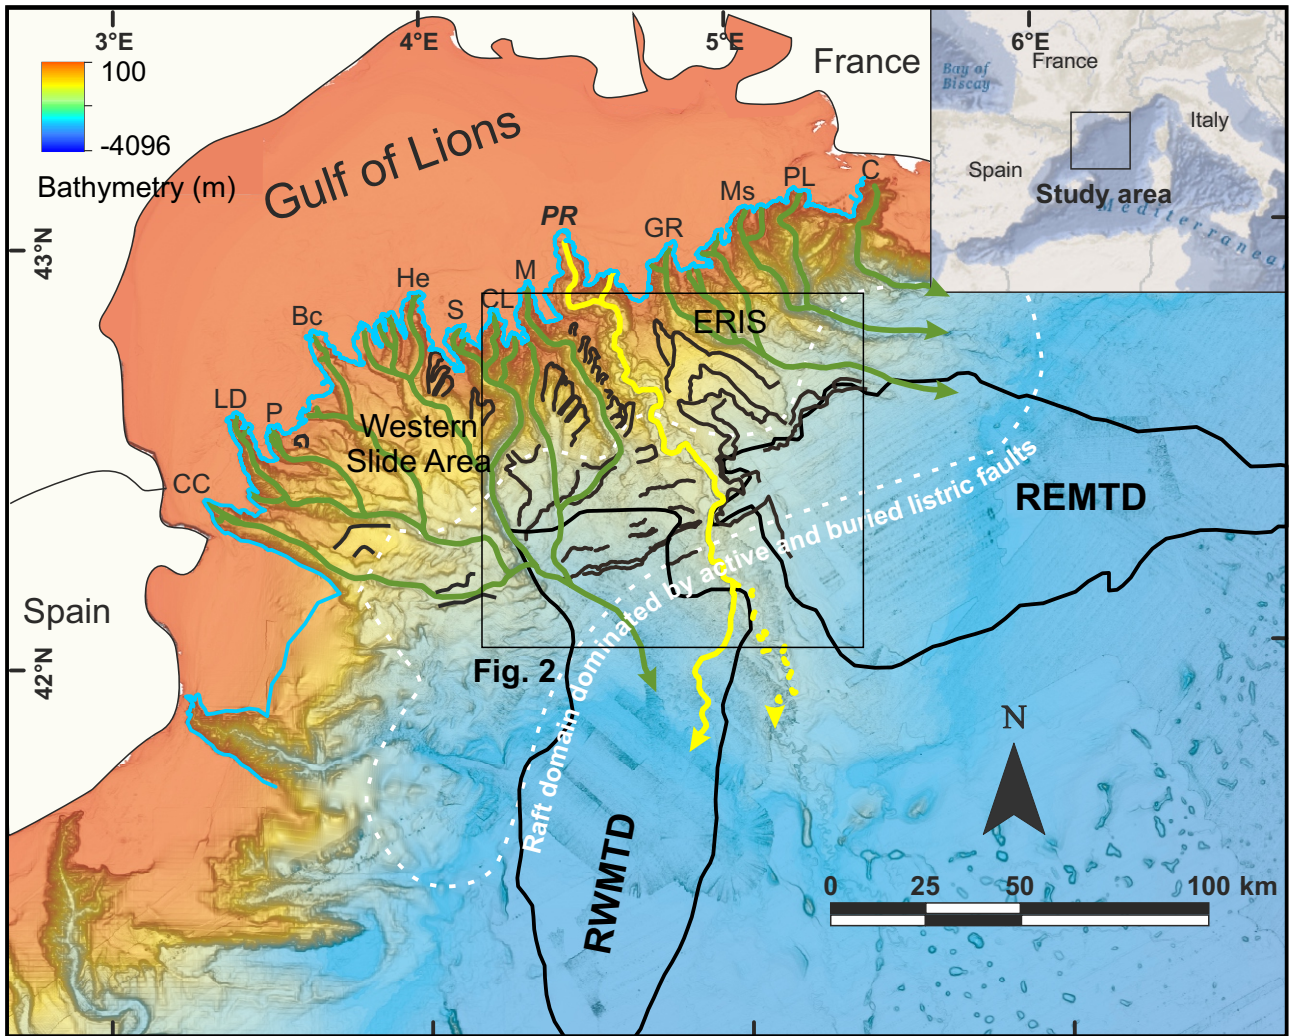 3°E
4°E
5°E
6°E
100
-4096
Bathymetry (m)
Gulf of Lions
France
France
Bay of
Biscay
Italy
Spain
Study area
Mediterranea
43°N
42°N
C
PL
Ms
GR
PR
M
CL
S
He
Bc
LD
P
CC
ERIS
Western
Slide Area
REMTD
Raft domain dominated by active and buried listric faults
Spain
Fig. 2
RWMTD
N
0 25 50 100 km